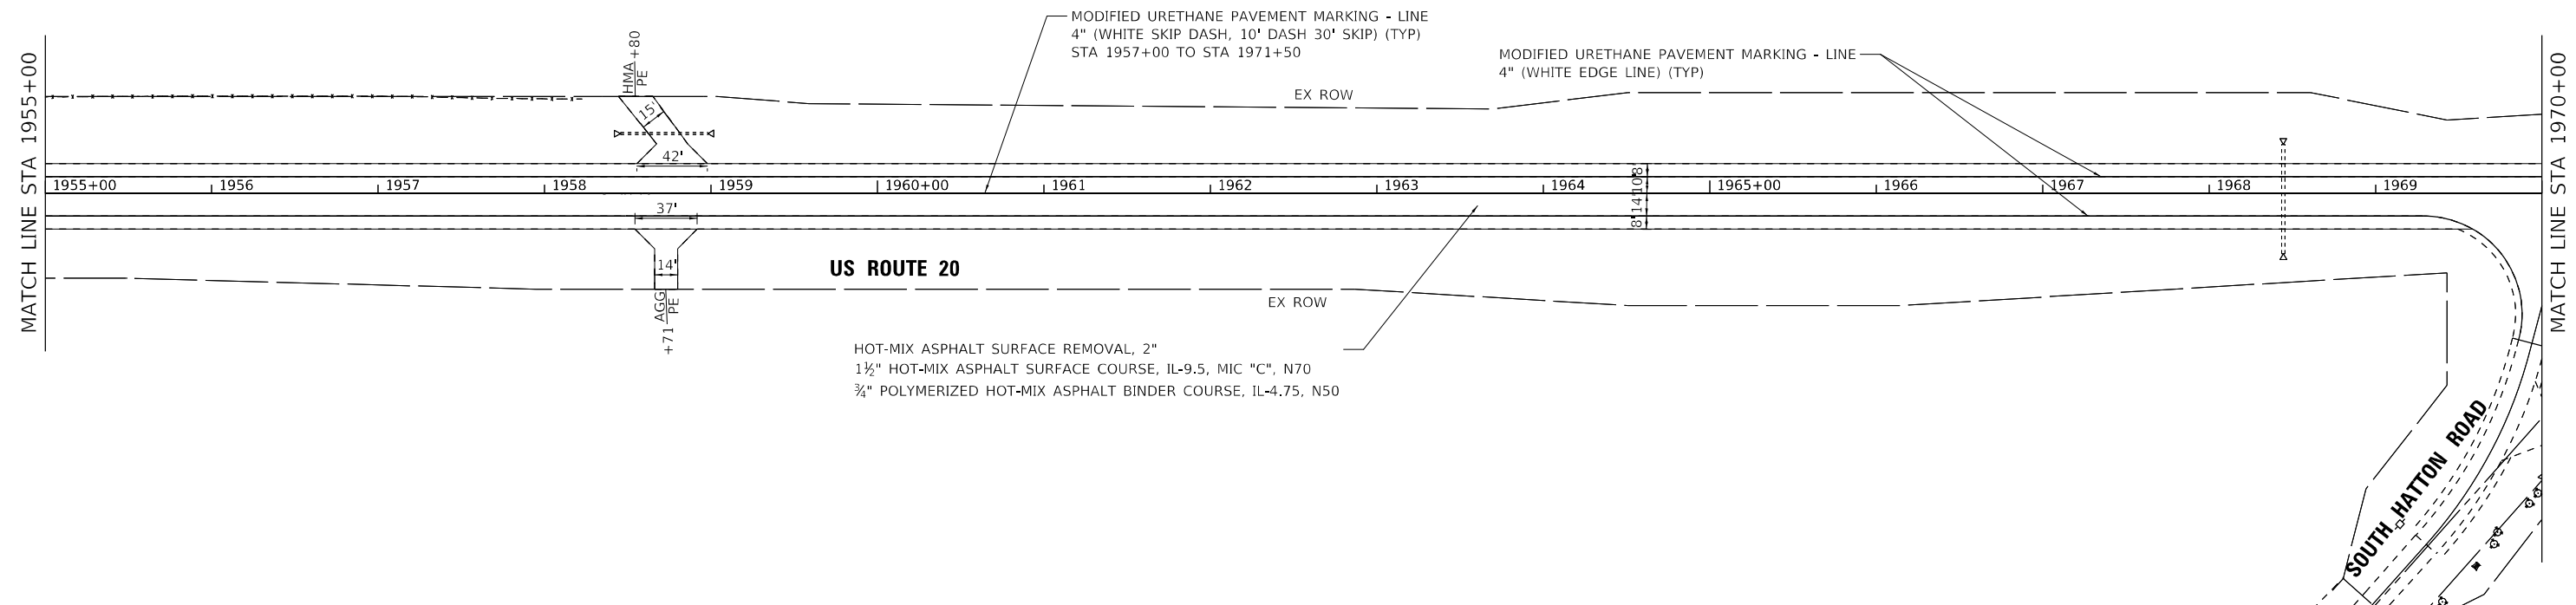 MODIFIED URETHANE PAVEMENT MARKING - LINE
4" (WHITE SKIP DASH, 10' DASH 30' SKIP) (TYP)
STA 1957+00 TO STA 1971+50
MODIFIED URETHANE PAVEMENT MARKING - LINE
4" (WHITE EDGE LINE) (TYP)
MATCH LINE STA 1955+00
HMA +80
PE
15'
EX ROW
42'
8'
10'
14'
8'
1955+00 1956 1957 1958 1959 1960+00 1961 1962 1963 1964 1965+00 1966 1967 1968 1969
37'
14'
US ROUTE 20
+71 AGG
PE
EX ROW
HOT-MIX ASPHALT SURFACE REMOVAL, 2"
1½" HOT-MIX ASPHALT SURFACE COURSE, IL-9.5, MIC "C", N70
¾" POLYMERIZED HOT-MIX ASPHALT BINDER COURSE, IL-4.75, N50
SOUTH HATTON ROAD
MATCH LINE STA 1970+00